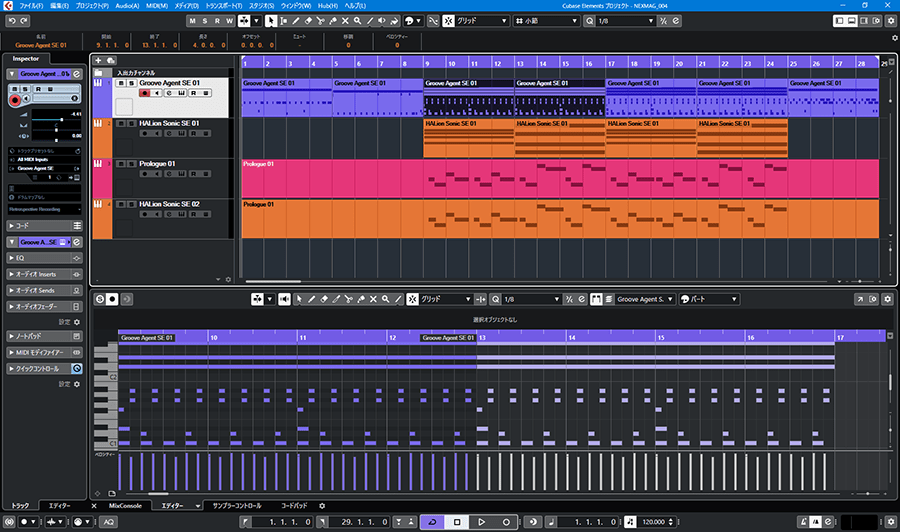 ファイル(F) 編集(E) プロジェクト(P) Audio(A) MIDI(M) メディア(D) トランスポート(T) スタジオ(S) ウィンドウ(W) Hub(H) ヘルプ(L)
Cubase Elements プロジェクト - NEXMAG_004
M S R W グリッド 小節 Q 1/8
名前 開始 終了 長さ オフセット ミュート 移調 ベロシティー
Groove Agent SE 01 9. 1. 1. 0 13. 1. 1. 0 4. 0. 0. 0 0. 0. 0. 0 - 0 0
Inspector
1 2 3 4 5 6 7 8 9 10 11 12 13 14 15 16 17 18 19 20 21 22 23 24 25 26 27 28 29
入出力チャンネル
Groove Agent SE 01
Groove Agent SE 01 Groove Agent SE 01 Groove Agent SE 01 Groove Agent SE 01 Groove Agent SE 01 Groove Agent SE 01 Groove Agent SE 01
-4.61
0.00
HALion Sonic SE 01
HALion Sonic SE 01 HALion Sonic SE 01 HALion Sonic SE 01 HALion Sonic SE 01
トラックプリセットなし
All MIDI Inputs
Groove Agent SE
1
ドラムマップなし
Retrospective Recording
Prologue 01
Prologue 01
HALion Sonic SE 02
Prologue 01
コード
Groove A...SE
EQ
オーディオ Inserts
オーディオ Sends
オーディオフェーダー
設定
ノートパッド
MIDI モディファイアー
クイックコントロール
設定
グリッド Q 1/8 Groove Agent S. パート
選択オブジェクトなし
Groove Agent SE 01 10 11 12 Groove Agent SE 01 13 14 15 16 17
C2
C1
ベロシティー
トラック エディター MixConsole エディター サンプラーコントロール コードパッド
AQ 1. 1. 1. 0 29. 1. 1. 0 1. 1. 1. 0 120.000